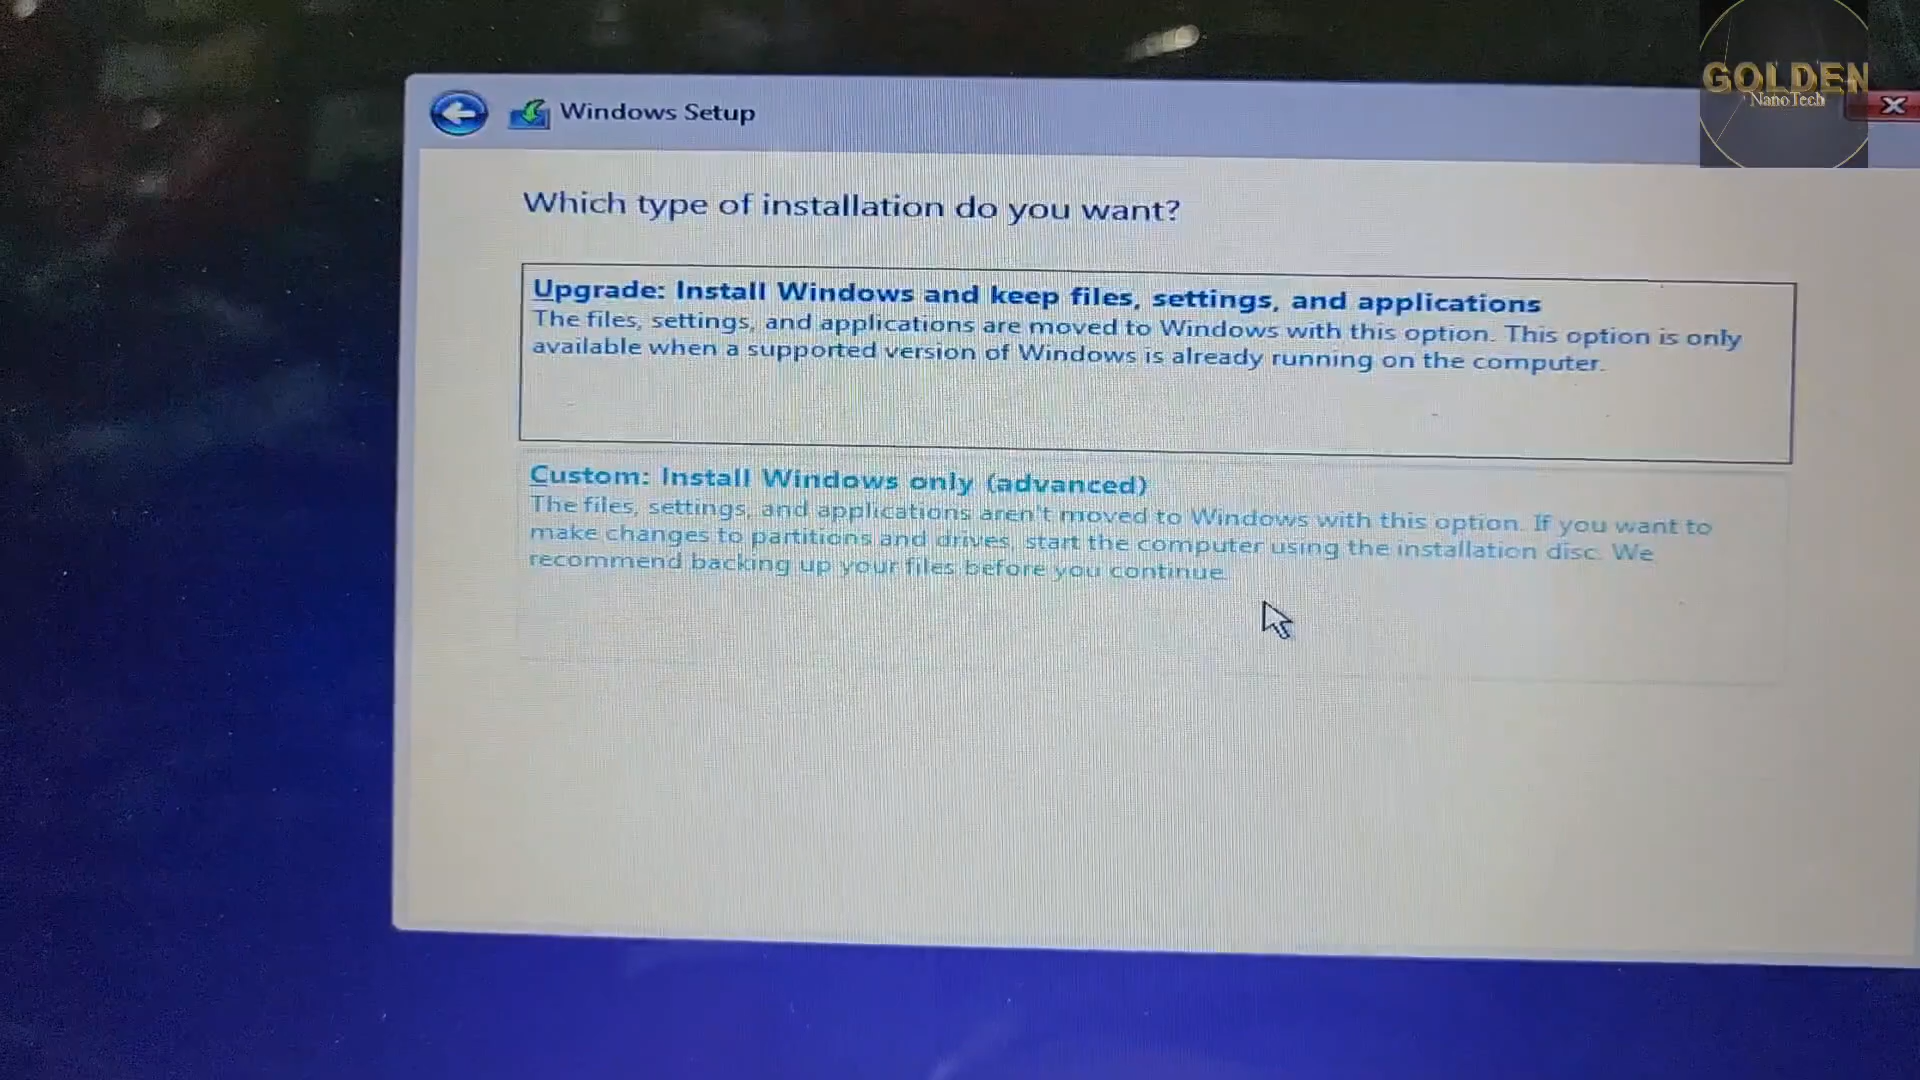 GOLDEN
NanoTech
Windows Setup
Which type of installation do you want?
Upgrade: Install Windows and keep files, settings, and applications
The files, settings, and applications are moved to Windows with this option. This option is only
available when a supported version of Windows is already running on the computer.
Custom: Install Windows only (advanced)
The files, settings, and applications aren't moved to Windows with this option. If you want to
make changes to partitions and drives, start the computer using the installation disc. We
recommend backing up your files before you continue.